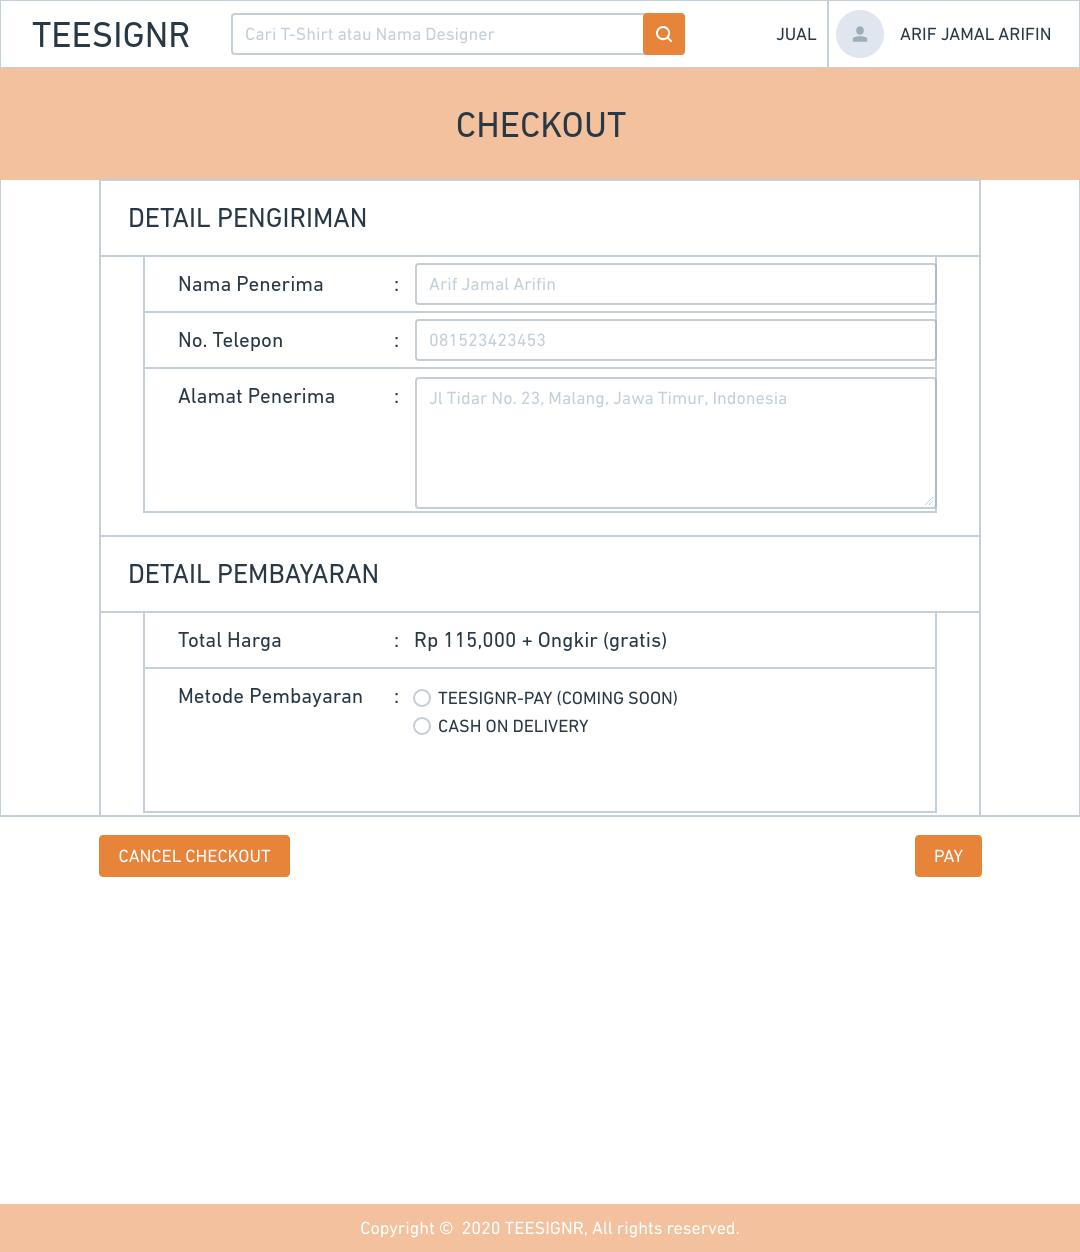 TEESIGNR
Cari T-Shirt atau Nama Designer
JUAL
ARIF JAMAL ARIFIN
CHECKOUT
DETAIL PENGIRIMAN
Nama Penerima : Arif Jamal Arifin
No. Telepon : 081523423453
Alamat Penerima : Jl Tidar No. 23, Malang, Jawa Timur, Indonesia
DETAIL PEMBAYARAN
Total Harga : Rp 115,000 + Ongkir (gratis)
Metode Pembayaran : TEESIGNR-PAY (COMING SOON)
CASH ON DELIVERY
CANCEL CHECKOUT
PAY
Copyright © 2020 TEESIGNR, All rights reserved.